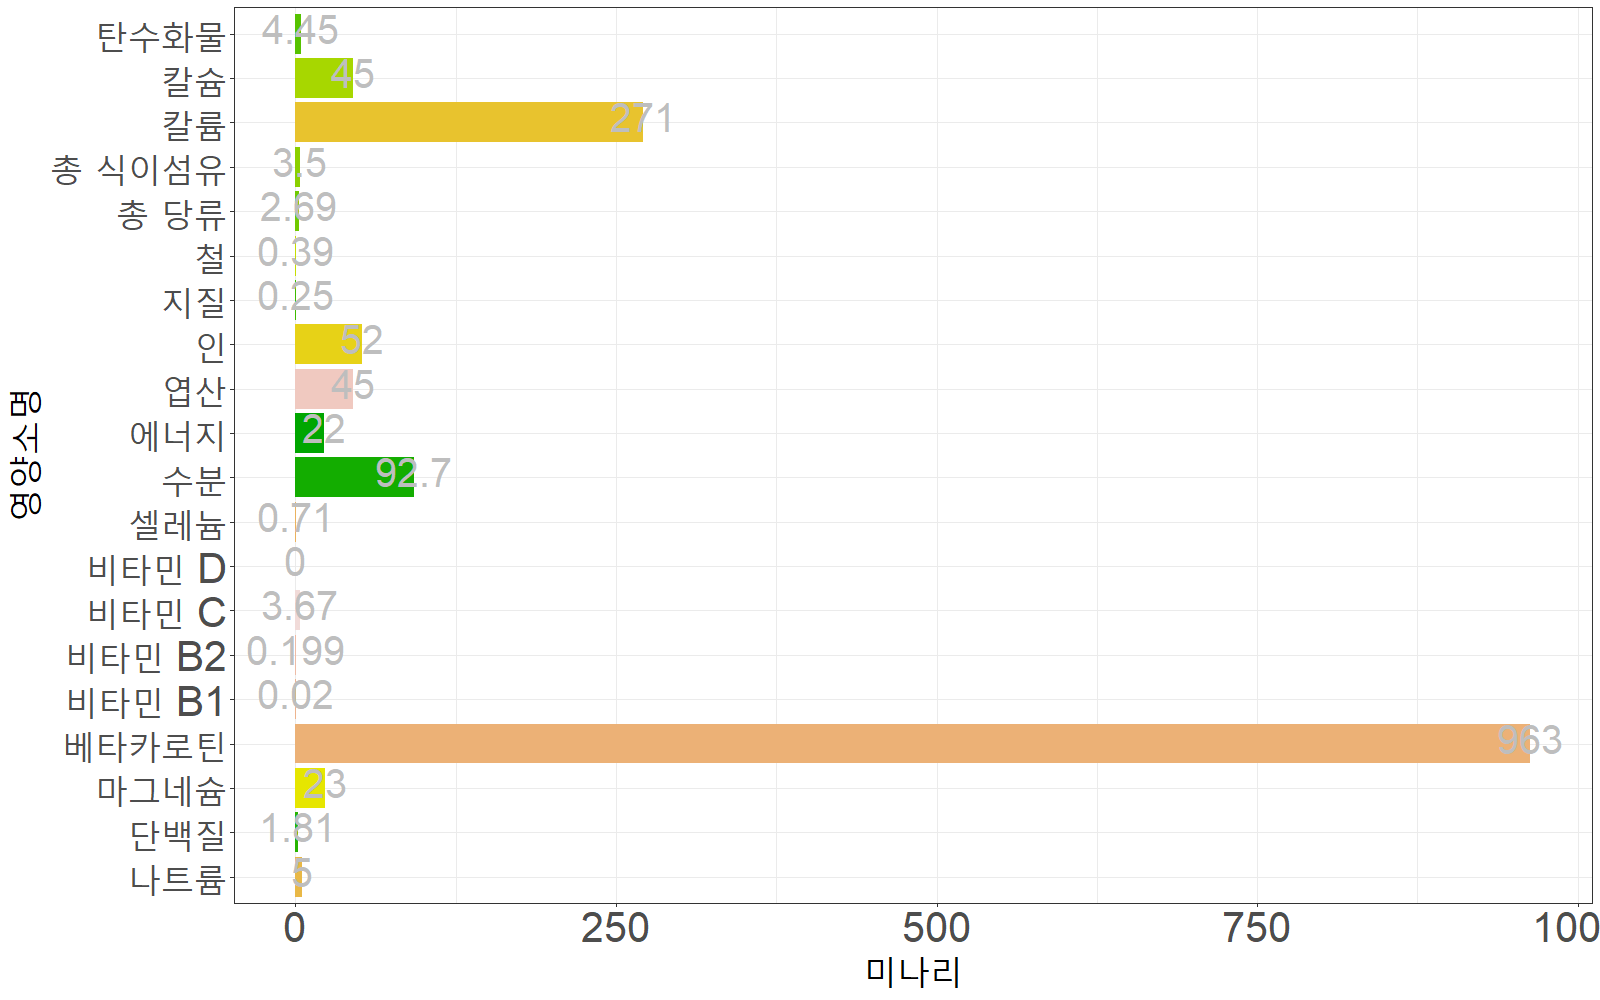 탄수화물 4.45
칼슘 45
칼륨 271
총 식이섬유 3.5
총 당류 2.69
철 0.39
지질 0.25
인 52
엽산 45
에너지 22
수분 92.7
셀레늄 0.71
비타민 D 0
비타민 C 3.67
비타민 B2 0.199
비타민 B1 0.02
베타카로틴 963
마그네슘 23
단백질 1.81
나트륨 5
영양소명
0 250 500 750 100
미나리